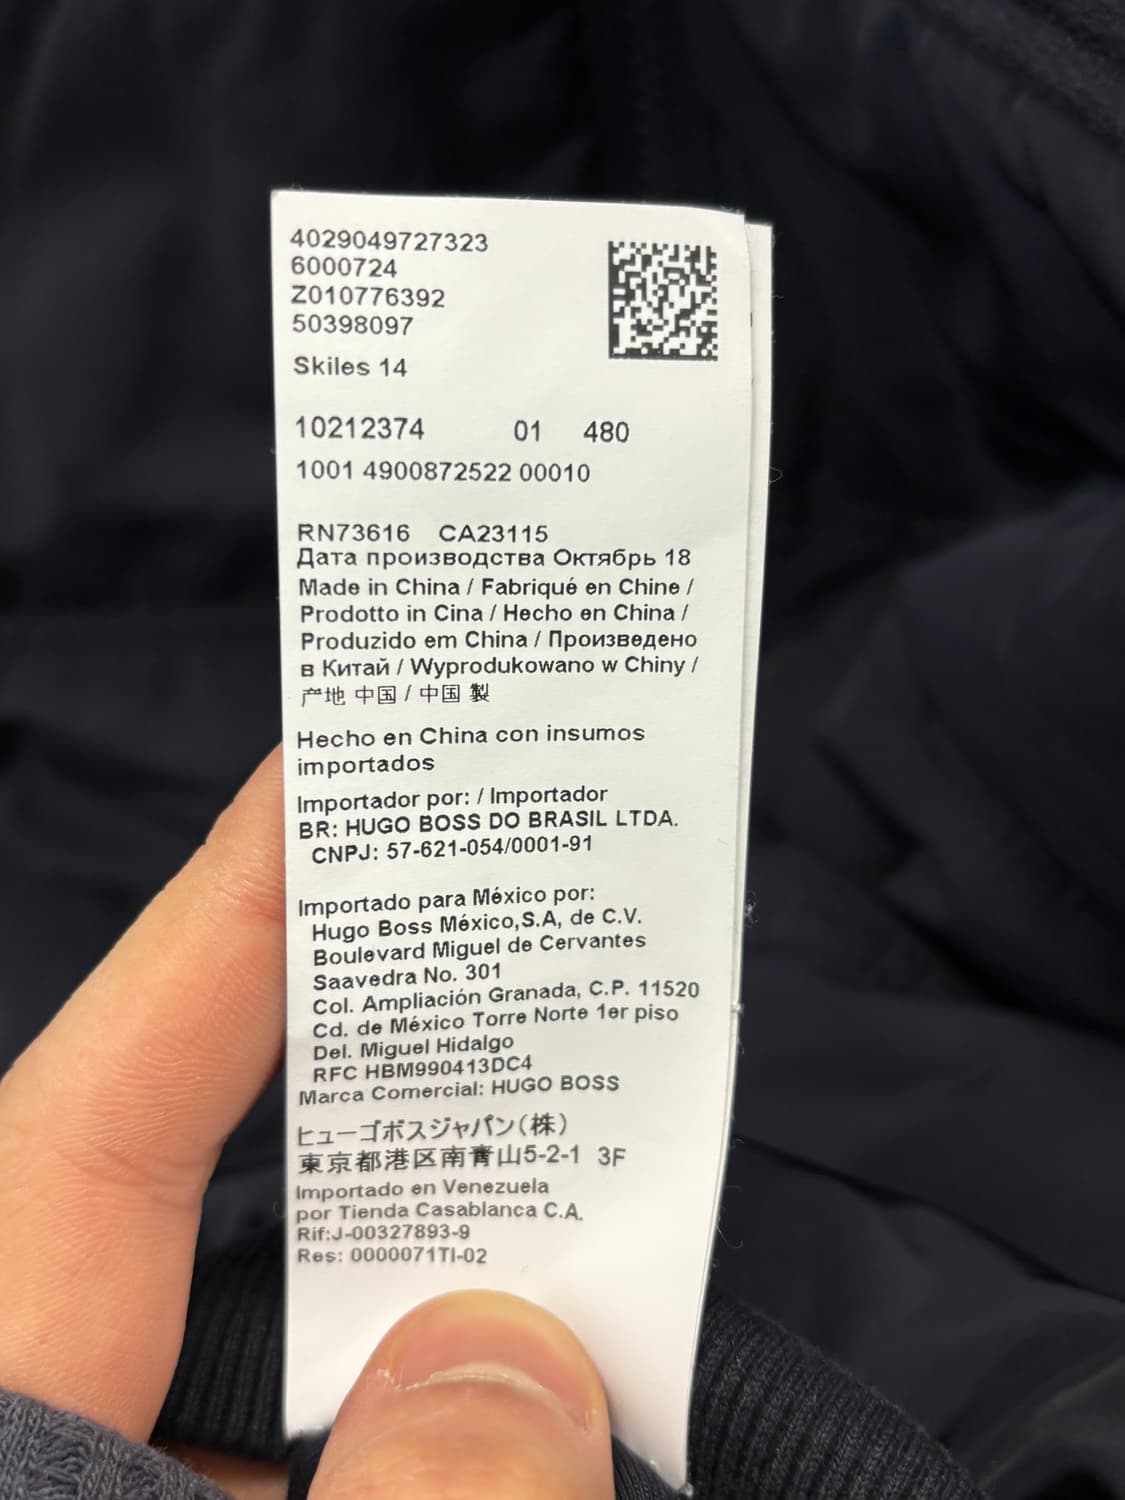 4029049727323
6000724
Z010776392
50398097
Skiles 14
10212374 01 480
1001 4900872522 00010
RN73616 CA23115
Дата производства Октябрь 18
Made in China / Fabriqué en Chine /
Prodotto in Cina / Hecho en China /
Produzido em China / Произведено
в Китай / Wyprodukowano w Chiny /
产地 中国 / 中国 製
Hecho en China con insumos
importados
Importador por: / Importador
BR: HUGO BOSS DO BRASIL LTDA.
CNPJ: 57-621-054/0001-91
Importado para México por:
Hugo Boss México,S.A, de C.V.
Boulevard Miguel de Cervantes
Saavedra No. 301
Col. Ampliación Granada, C.P. 11520
Cd. de México Torre Norte 1er piso
Del. Miguel Hidalgo
RFC HBM990413DC4
Marca Comercial: HUGO BOSS
ヒューゴボスジャパン(株)
東京都港区南青山5-2-1 3F
Importado en Venezuela
por Tienda Casablanca C.A.
Rif:J-00327893-9
Res: 0000071TI-02